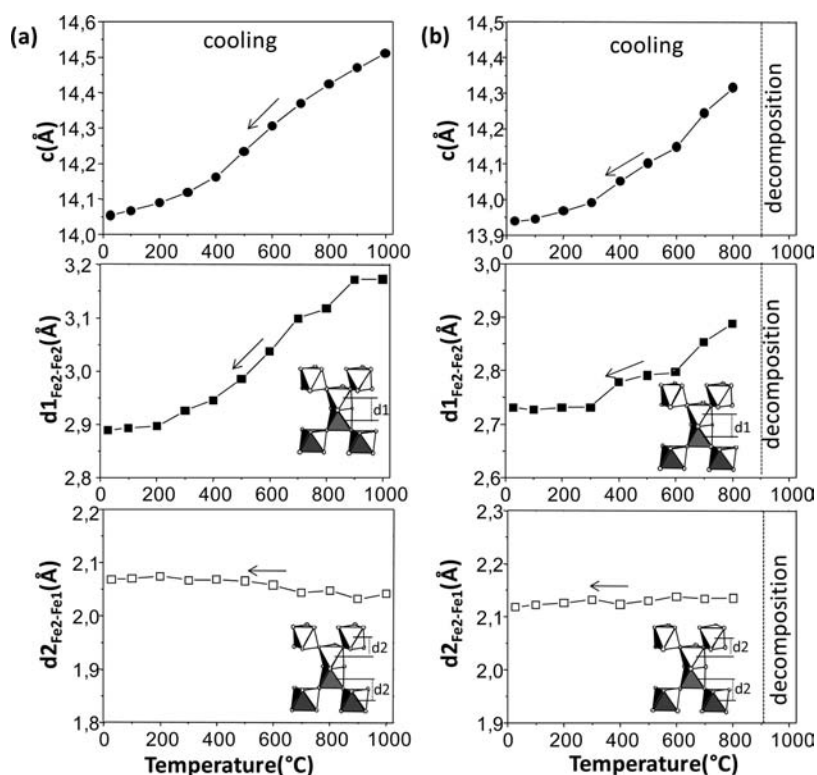 (a)
cooling
c(Å)
14,6
14,5
14,4
14,3
14,2
14,1
14,0
0 200 400 600 800 1000
d1Fe2-Fe2(Å)
3,2
3,1
3,0
2,9
2,8
d1
0 200 400 600 800 1000
d2Fe2-Fe1(Å)
2,2
2,1
2,0
1,9
1,8
d2
d2
0 200 400 600 800 1000
Temperature(°C)
(b)
cooling
decomposition
c(Å)
14,4
14,3
14,2
14,1
14,0
13,9
0 200 400 600 800 1000
d1Fe2-Fe2(Å)
3,0
2,9
2,8
2,7
2,6
d1
decomposition
0 200 400 600 800 1000
d2Fe2-Fe1(Å)
2,3
2,2
2,1
2,0
1,9
d2
d2
decomposition
0 200 400 600 800 1000
Temperature(°C)